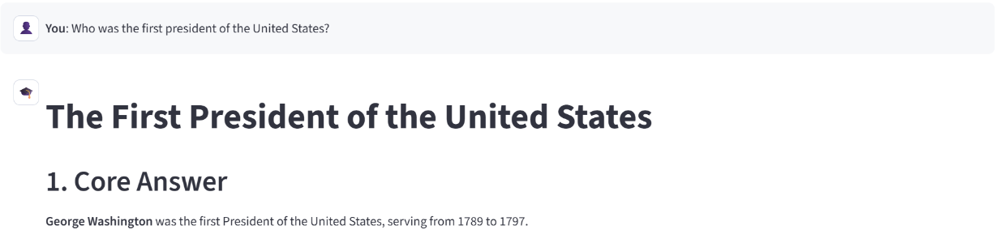 You: Who was the first president of the United States?
The First President of the United States
1. Core Answer
George Washington was the first President of the United States, serving from 1789 to 1797.